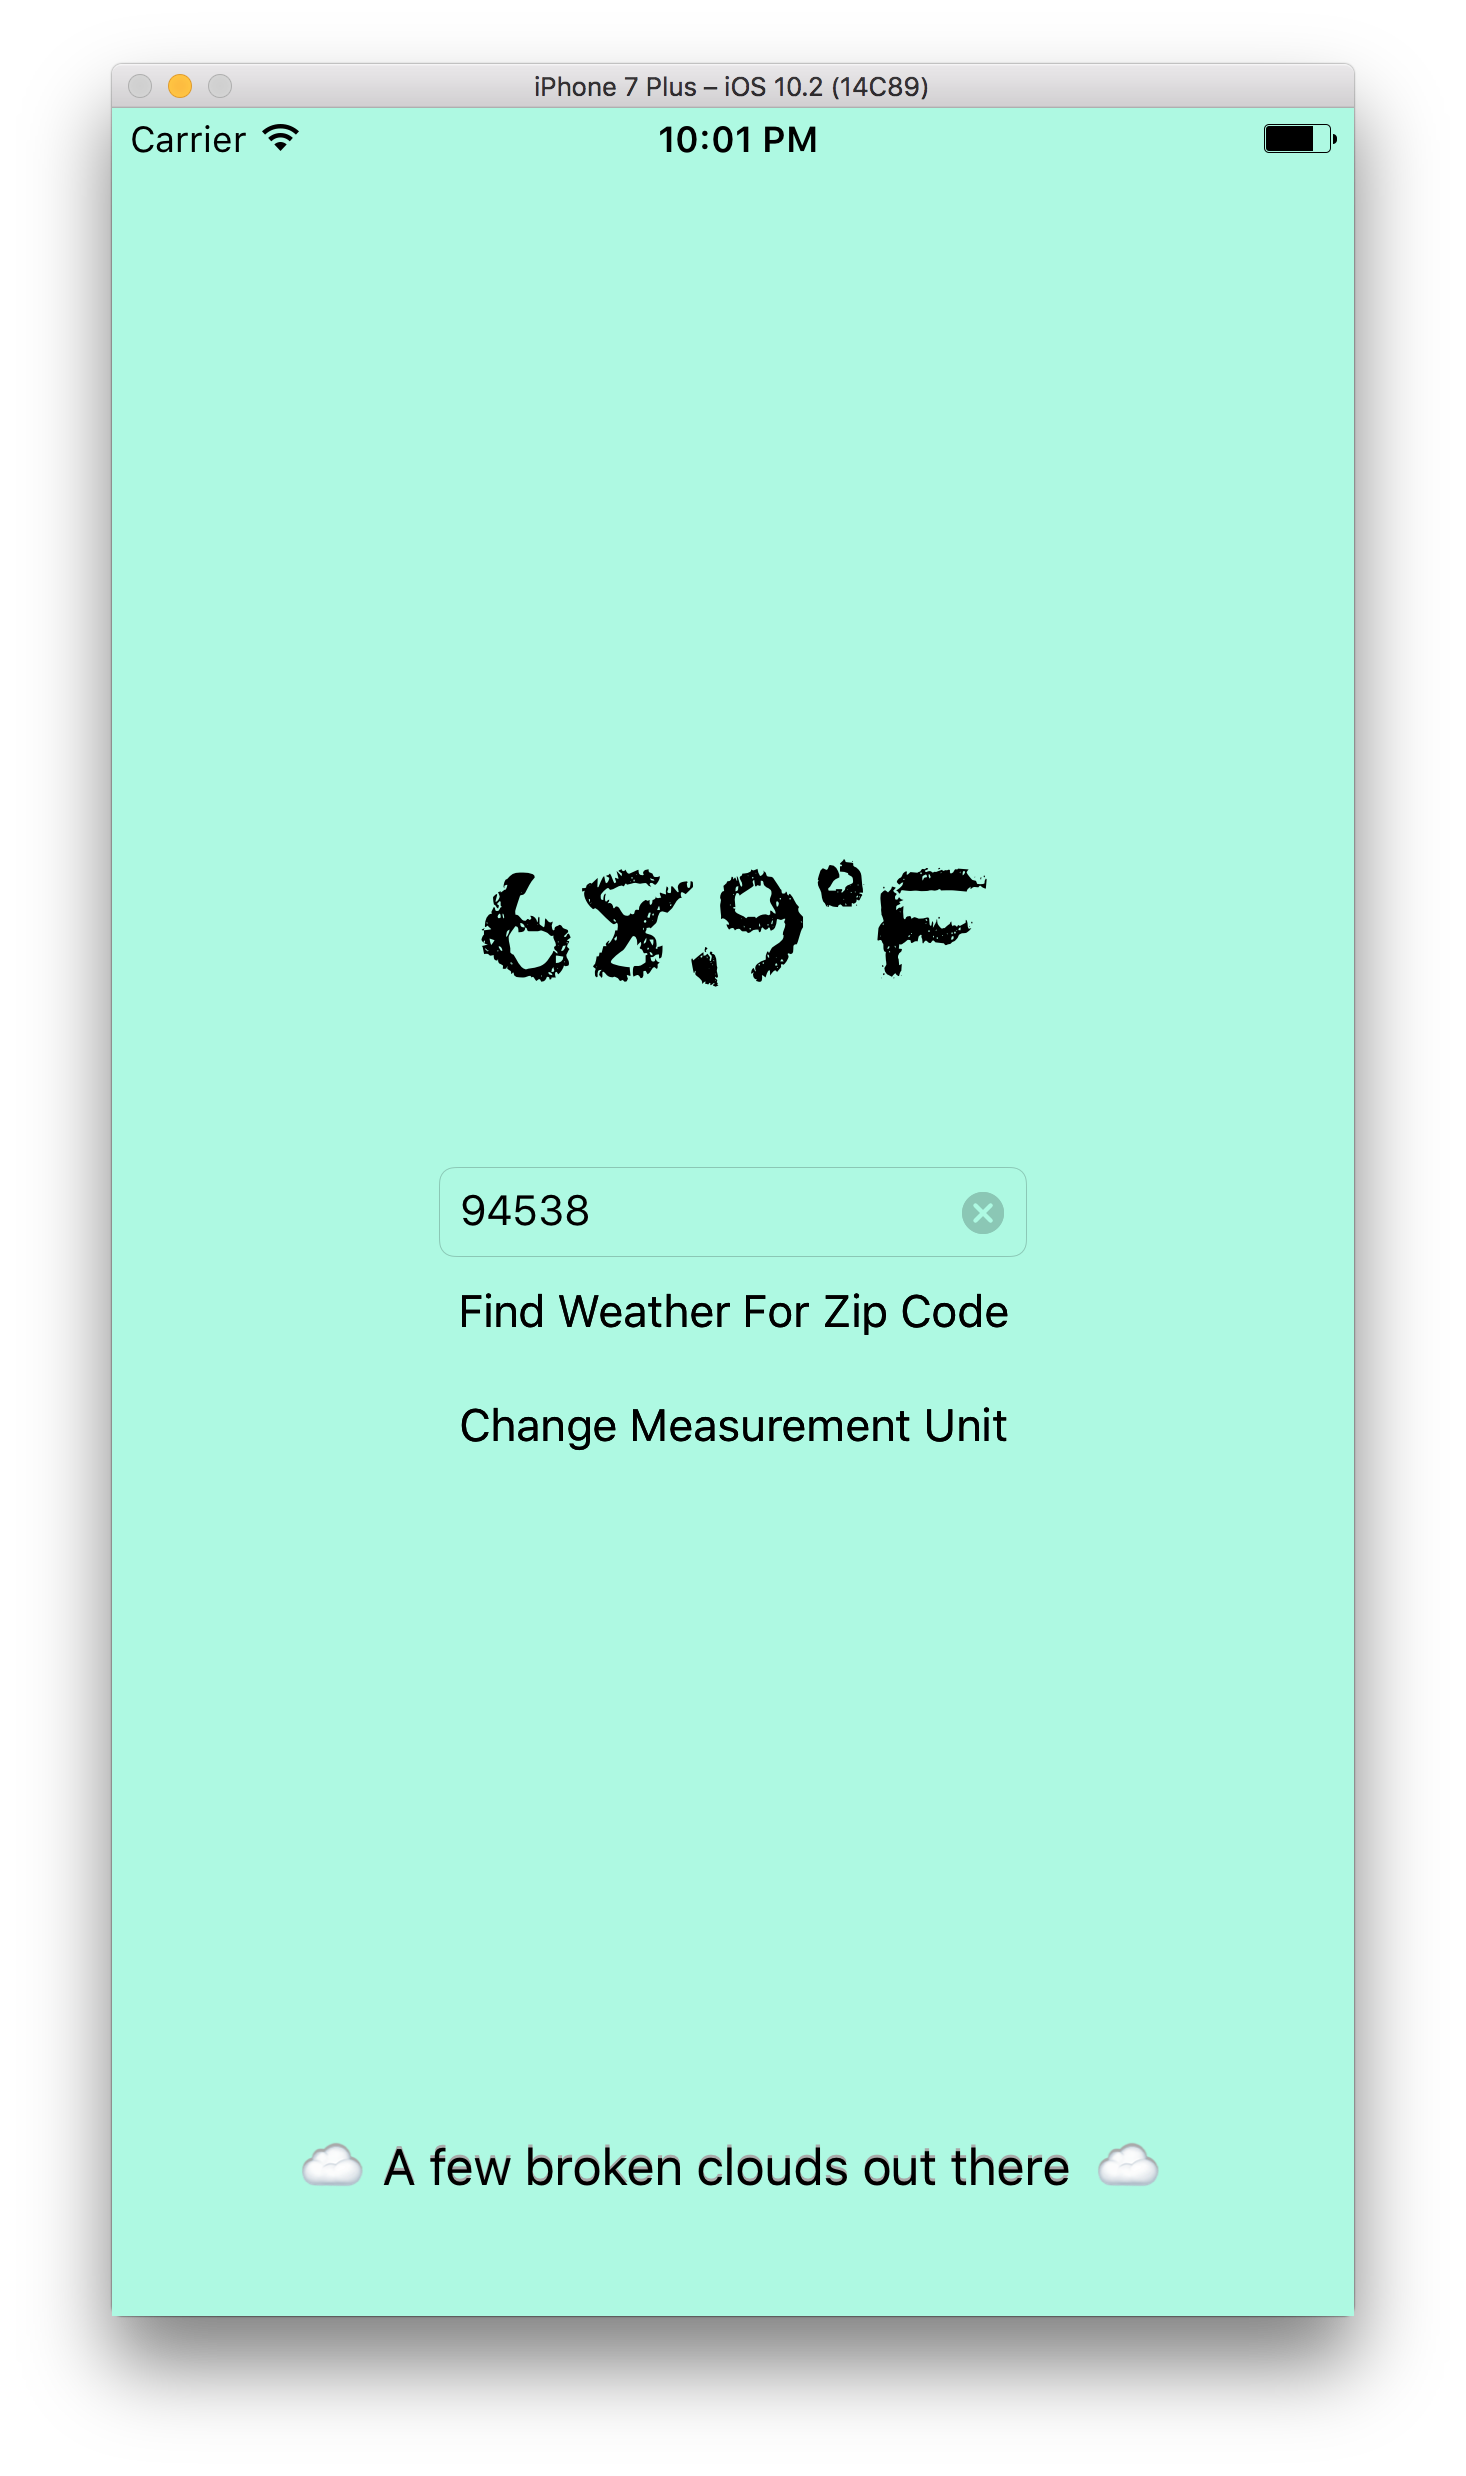 iPhone 7 Plus – iOS 10.2 (14C89)
Carrier 10:01 PM
68.9°F
94538
Find Weather For Zip Code
Change Measurement Unit
☁️ A few broken clouds out there ☁️